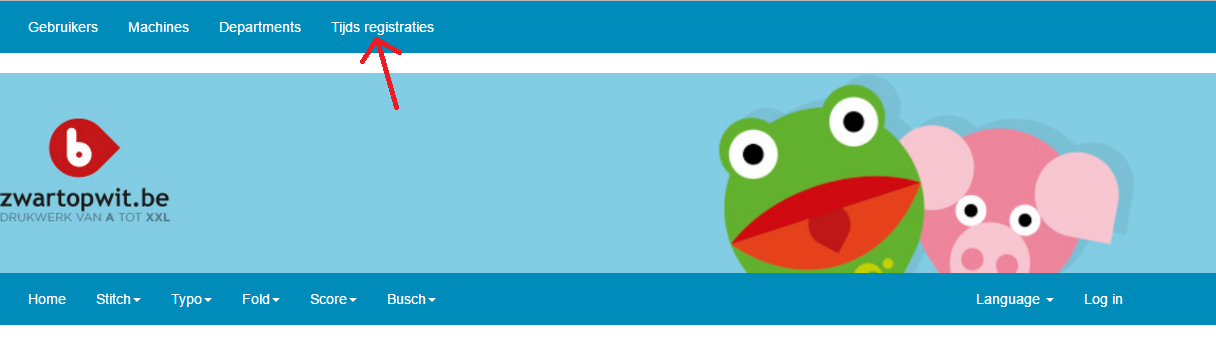 Gebruikers Machines Departments Tijds registraties
b
zwartopwit.be
DRUKWERK VAN A TOT XXL
Home Stitch Typo Fold Score Busch Language Log in